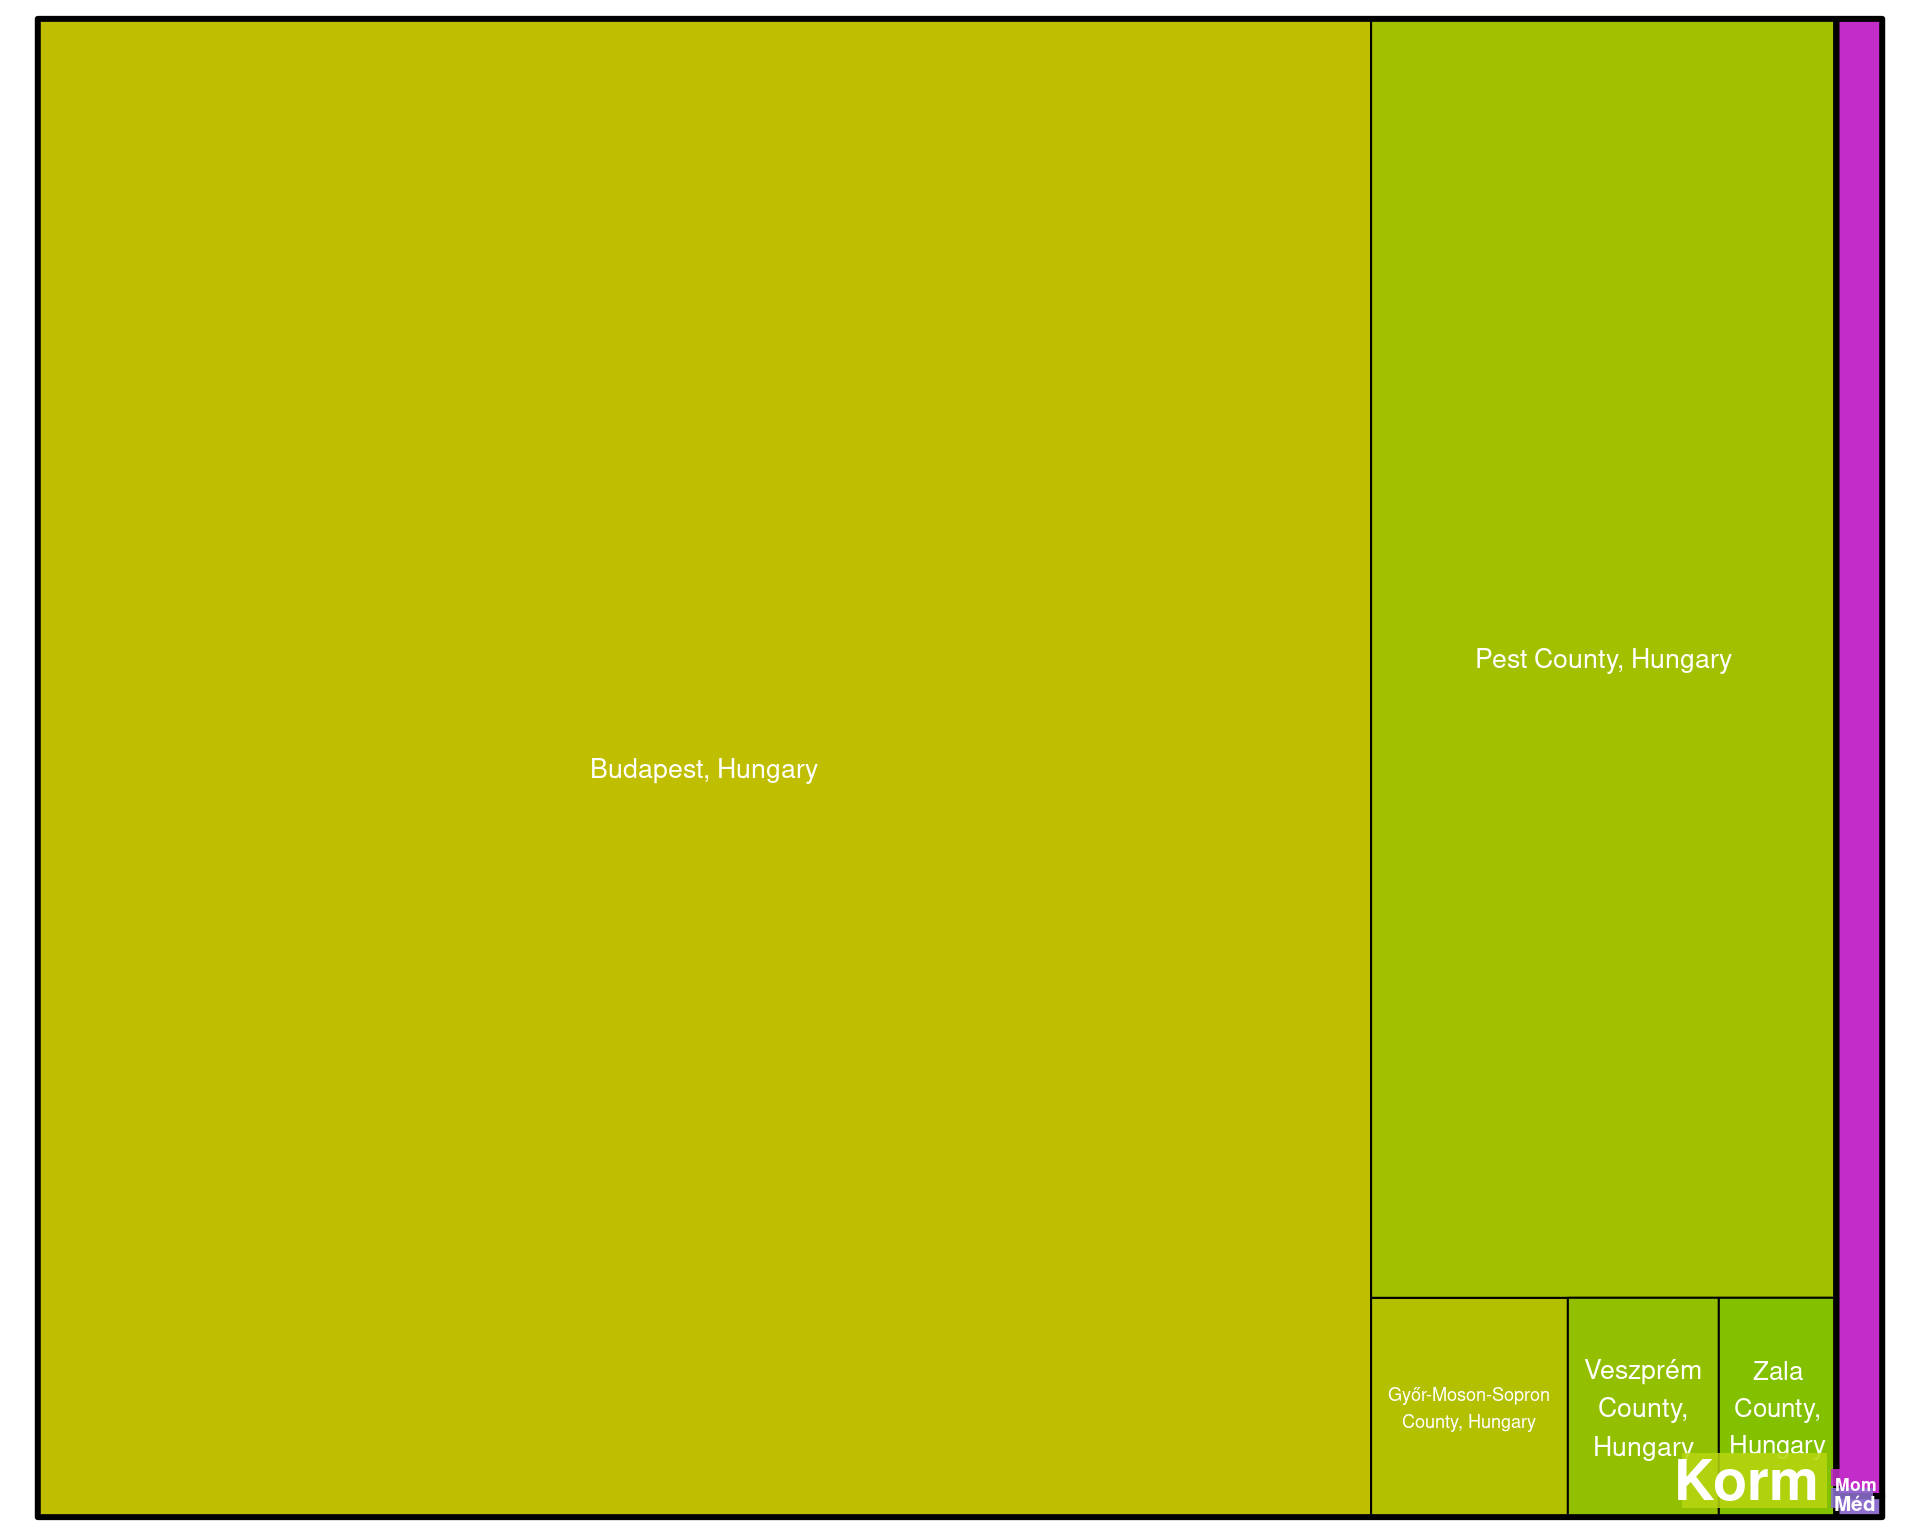 Budapest, Hungary
Pest County, Hungary
Győr-Moson-Sopron
County, Hungary
Veszprém
County,
Hungary
Zala
County,
Hungary
Korm
Mom
Méd